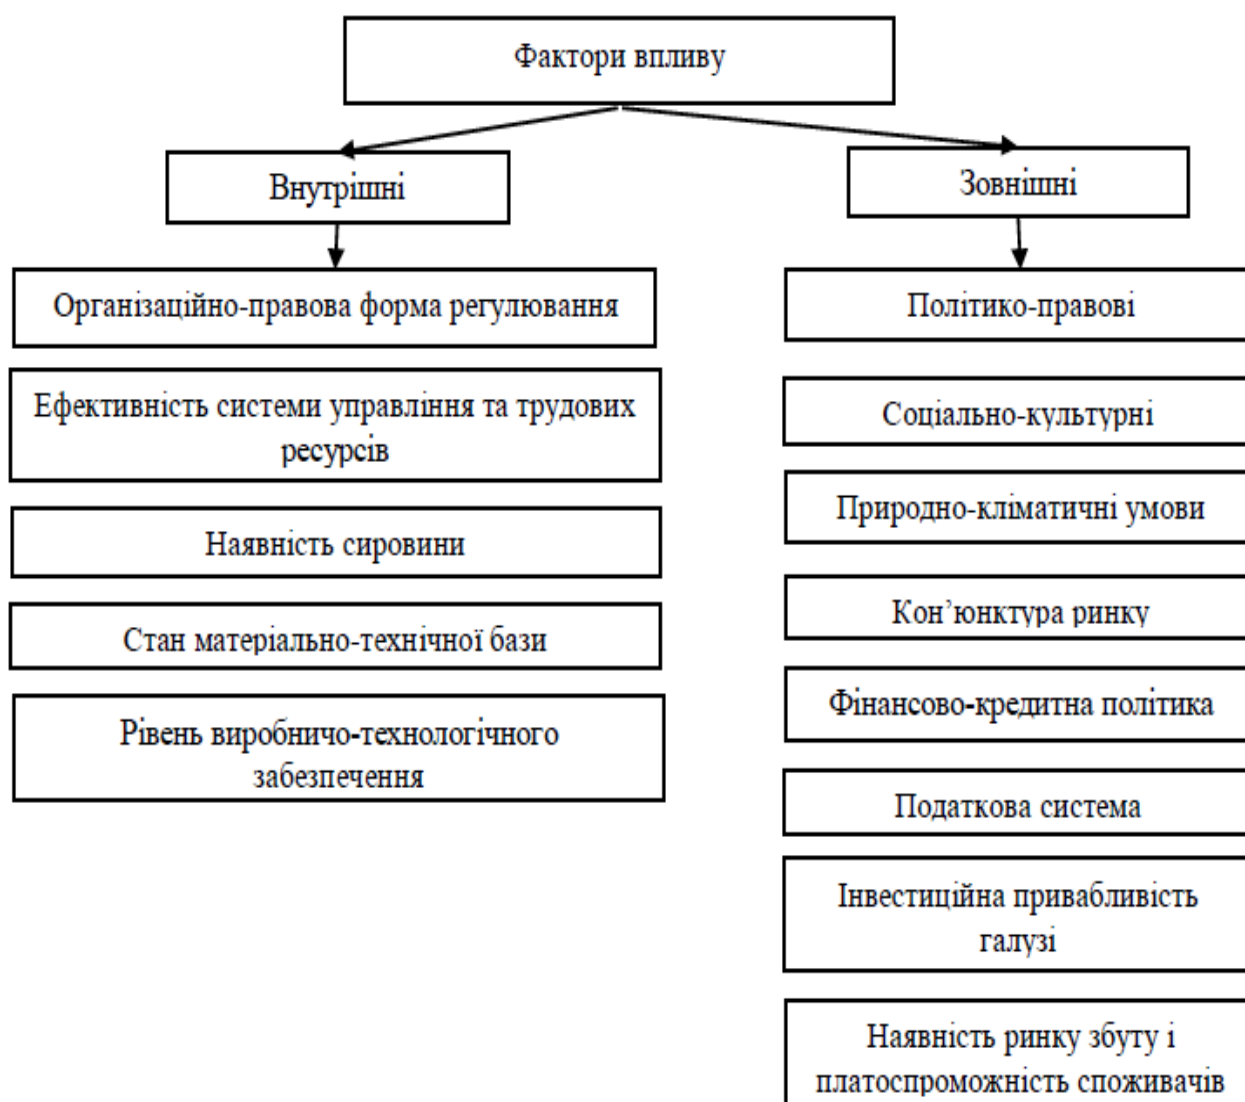 Фактори впливу
Внутрішні
Зовнішні
Організаційно-правова форма регулювання
Ефективність системи управління та трудових
ресурсів
Наявність сировини
Стан матеріально-технічної бази
Рівень виробничо-технологічного
забезпечення
Політико-правові
Соціально-культурні
Природно-кліматичні умови
Кон’юнктура ринку
Фінансово-кредитна політика
Податкова система
Інвестиційна привабливість
галузі
Наявність ринку збуту і
платоспроможність споживачів